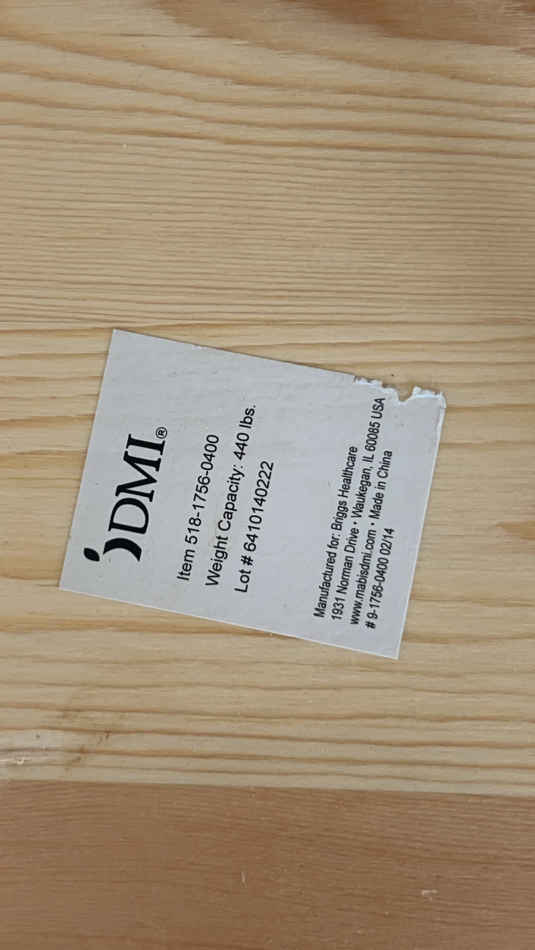 DMI®
Item 518-1756-0400
Weight Capacity: 440 lbs.
Lot # 6410140222
Manufactured for: Briggs Healthcare
1931 Norman Drive • Waukegan, IL 60085 USA
www.mabisdmi.com • Made in China
# 9-1756-0400 02/14